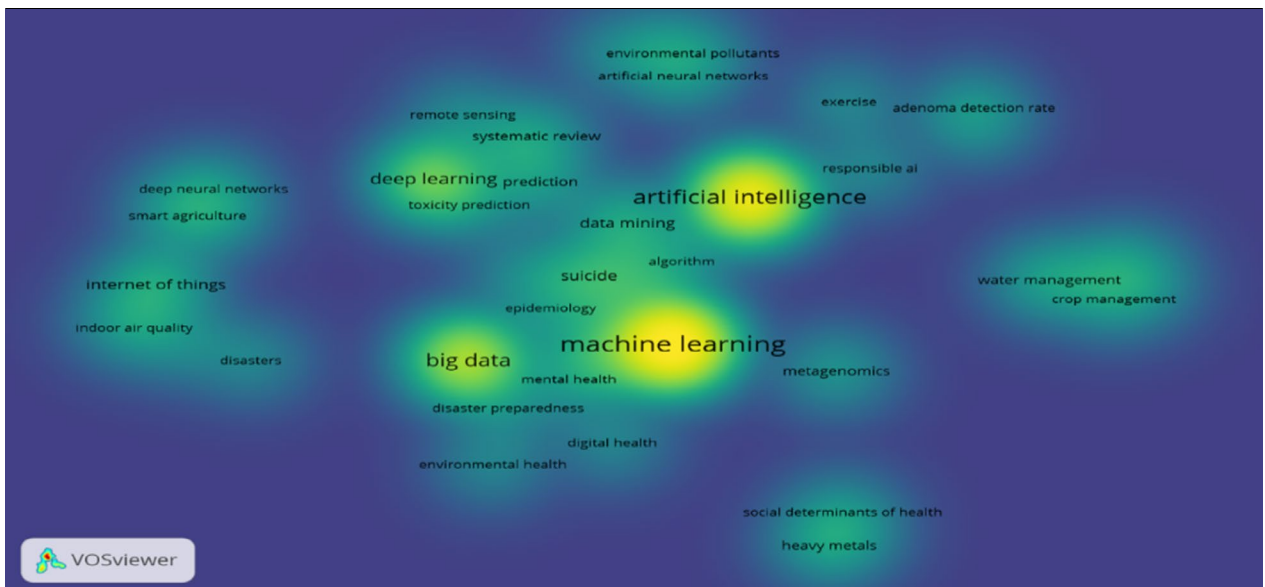 environmental pollutants
artificial neural networks
exercise
adenoma detection rate
remote sensing
systematic review
responsible ai
deep learning
prediction
deep neural networks
artificial intelligence
toxicity prediction
smart agriculture
data mining
algorithm
suicide
water management
internet of things
crop management
epidemiology
indoor air quality
machine learning
disasters
big data
metagenomics
mental health
disaster preparedness
digital health
environmental health
social determinants of health
heavy metals
VOSviewer